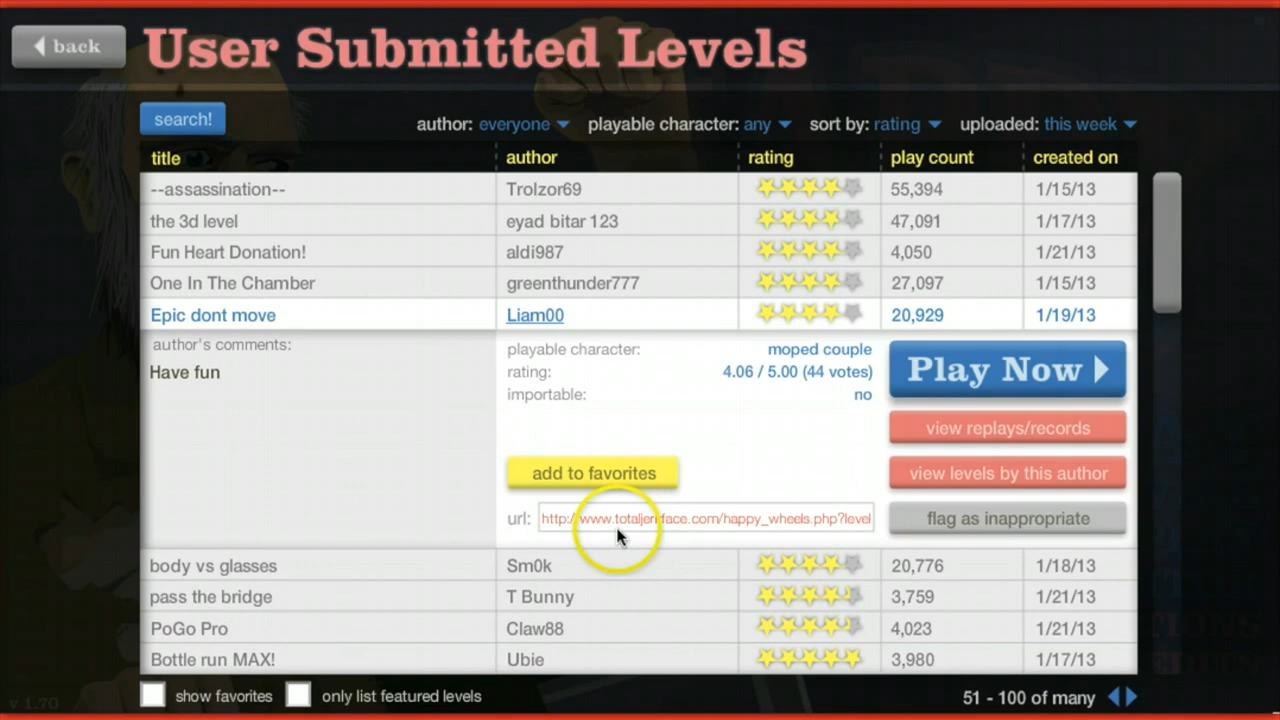 back
User Submitted Levels
search!
author: everyone playable character: any sort by: rating uploaded: this week
title author rating play count created on
--assassination-- Trolzor69 55,394 1/15/13
the 3d level eyad bitar 123 47,091 1/17/13
Fun Heart Donation! aldi987 4,050 1/21/13
One In The Chamber greenthunder777 27,097 1/15/13
Epic dont move Liam00 20,929 1/19/13
author's comments:
Have fun
playable character: moped couple
rating: 4.06 / 5.00 (44 votes)
importable: no
Play Now
view replays/records
add to favorites
view levels by this author
url: http://www.totaljerkface.com/happy_wheels.php?level
flag as inappropriate
body vs glasses Sm0k 20,776 1/18/13
pass the bridge T Bunny 3,759 1/21/13
PoGo Pro Claw88 4,023 1/21/13
Bottle run MAX! Ubie 3,980 1/17/13
show favorites only list featured levels 51 - 100 of many
v 1.70